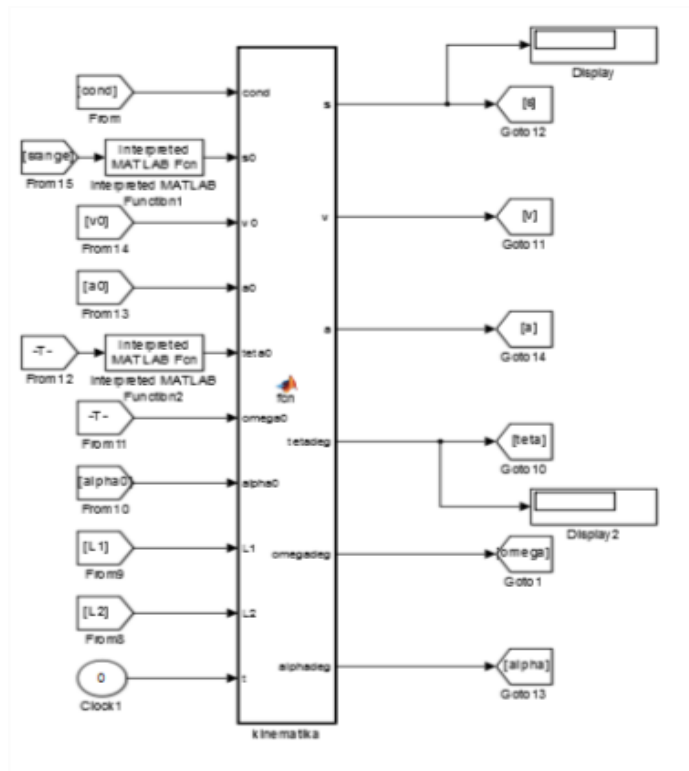 Display
[cond]
cond
From
s
[s]
Goto12
[srange]
Interpreted
MATLAB Fcn
s0
From15
Interpreted MATLAB
Function1
[v0]
v0
v
[v]
From14
Goto11
[a0]
a0
From13
a
[a]
Goto14
-T-
Interpreted
MATLAB Fcn
teta0
From12
Interpreted MATLAB
Function2
fcn
-T-
omega0
From11
tetadeg
[teta]
Goto10
[alpha0]
alpha0
From10
Display2
[L1]
L1
From9
omegadeg
[omega]
Goto1
[L2]
L2
From8
0
t
Clock1
alphadeg
[alpha]
Goto13
kinematika